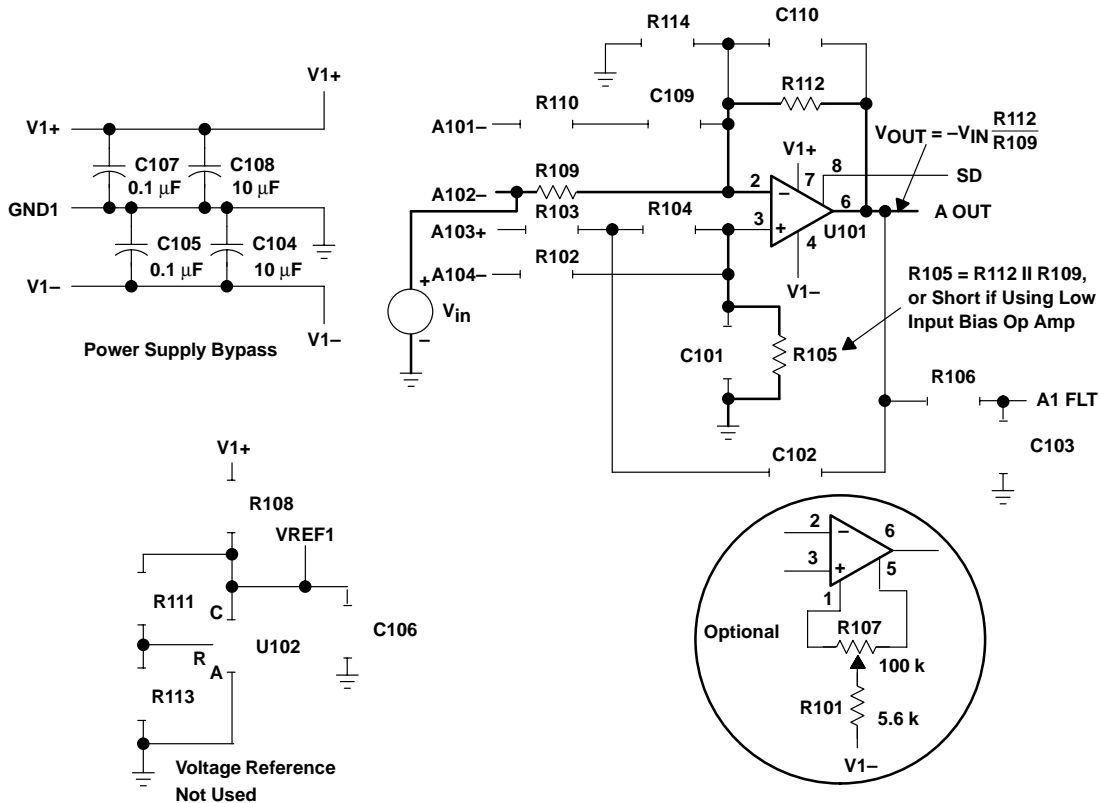 V1+
V1+
C107
0.1 μF
C108
10 μF
GND1
C105
0.1 μF
C104
10 μF
V1–
V1–
Power Supply Bypass
R114
C110
R112
R110
C109
A101–
VOUT = –VIN R112
R109
V1+
8
7
SD
A102–
R109
2
–
6
A OUT
R103
R104
3
+
U101
A103+
4
R102
A104–
V1–
+
Vin
–
R105 = R112 II R109,
or Short if Using Low
Input Bias Op Amp
C101
R105
R106
A1 FLT
C103
C102
V1+
R108
VREF1
R111
C
U102
C106
R
A
R113
Voltage Reference
Not Used
2
–
6
3
+
5
1
Optional
R107
100 k
R101
5.6 k
V1–